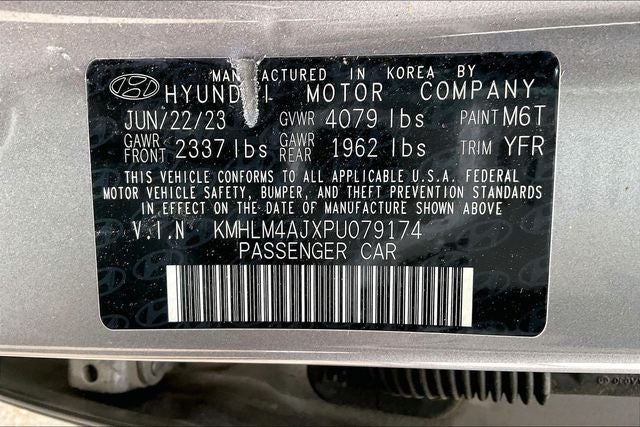 MANUFACTURED IN KOREA BY
HYUNDAI MOTOR COMPANY
JUN/22/23 GVWR 4079 lbs PAINT M6T
GAWR FRONT 2337 lbs GAWR REAR 1962 lbs TRIM YFR
THIS VEHICLE CONFORMS TO ALL APPLICABLE U.S.A. FEDERAL
MOTOR VEHICLE SAFETY, BUMPER, AND THEFT PREVENTION STANDARDS
IN EFFECT ON THE DATE OF MANUFACTURE SHOWN ABOVE
V.I.N KMHLM4AJXPU079174
PASSENGER CAR